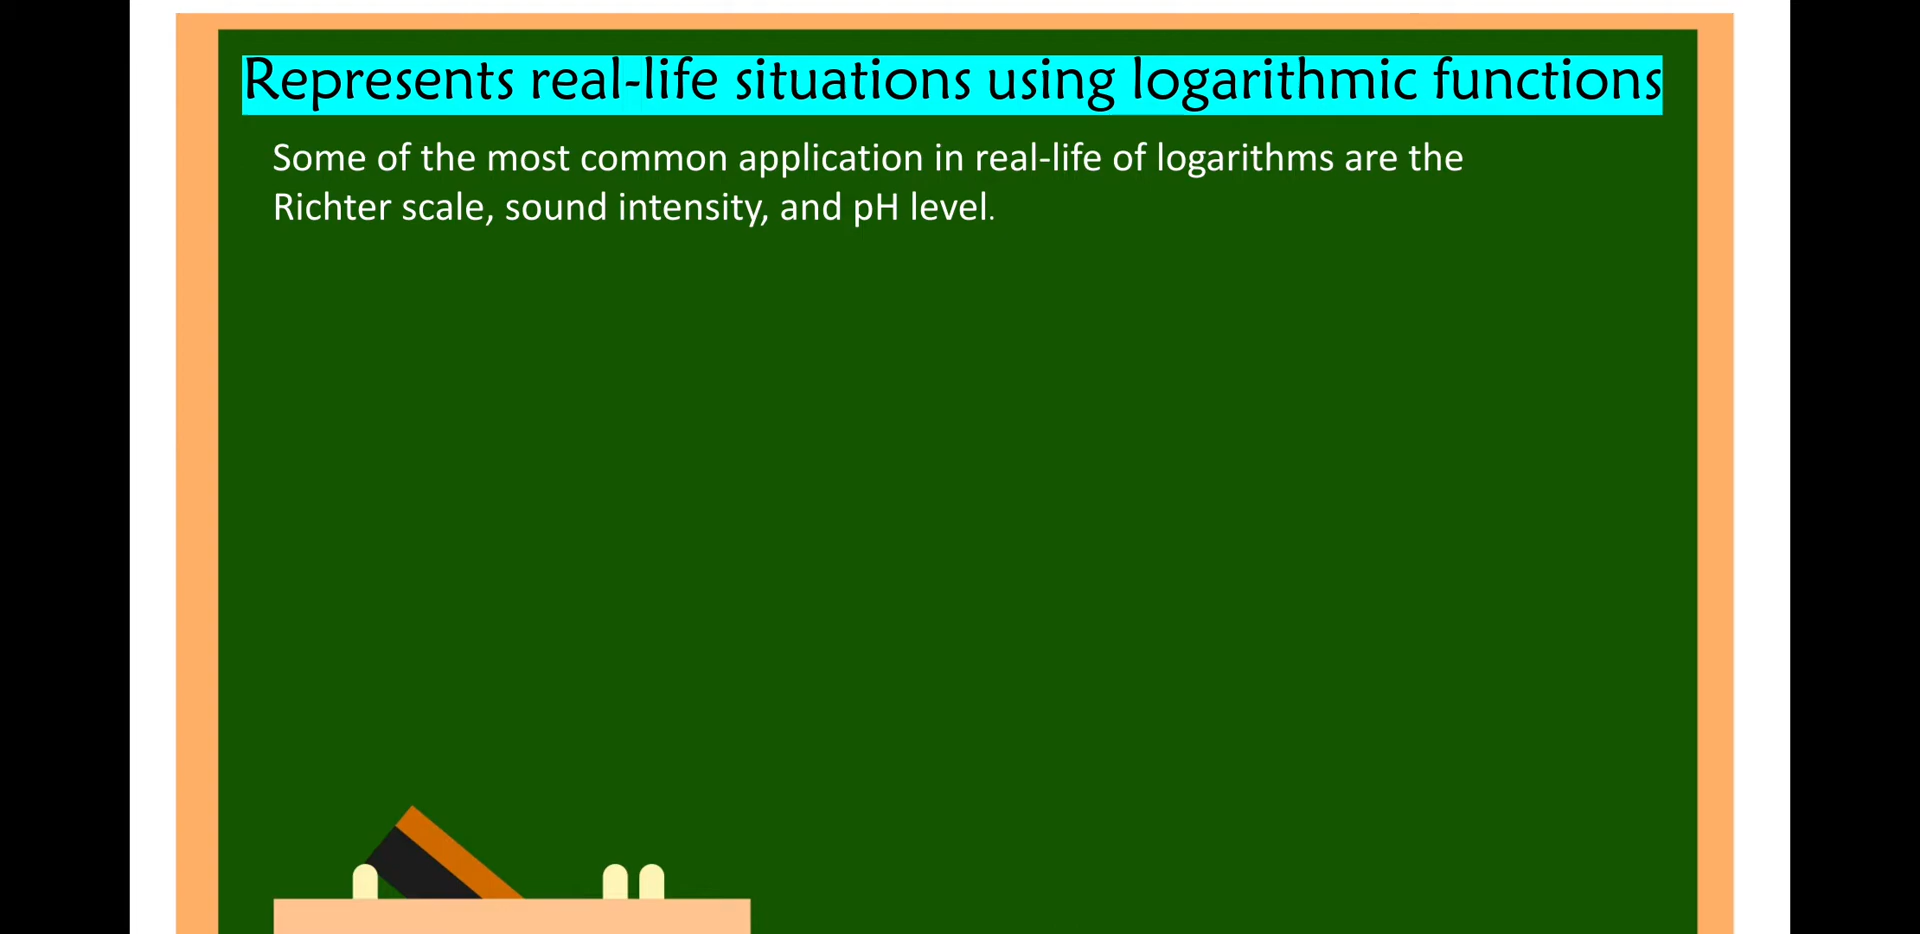 Represents real-life situations using logarithmic functions
Some of the most common application in real-life of logarithms are the
Richter scale, sound intensity, and pH level.